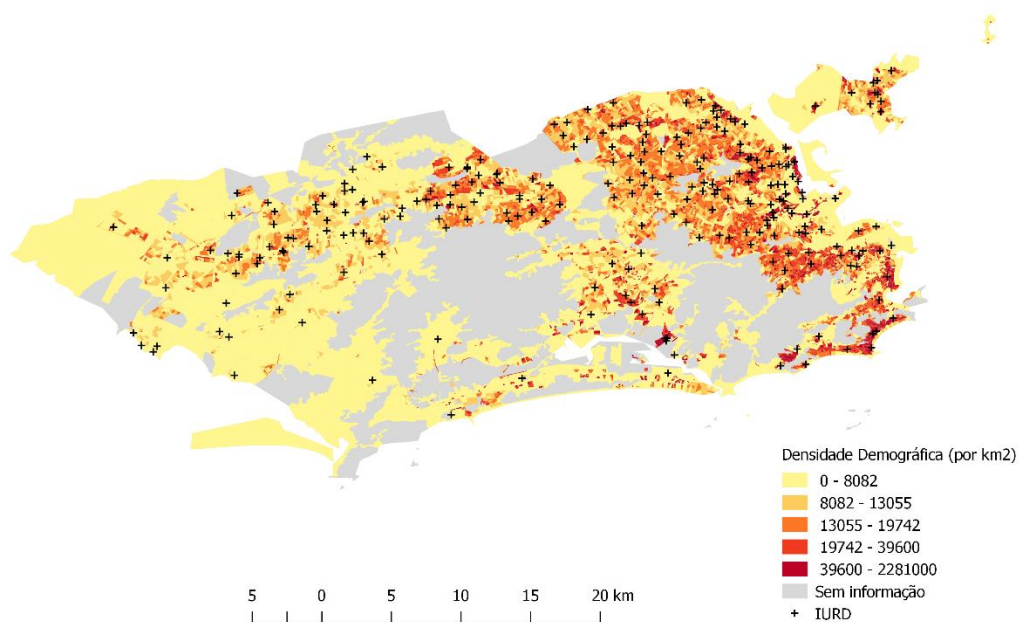 Densidade Demográfica (por km2)
0 - 8082
8082 - 13055
13055 - 19742
19742 - 39600
39600 - 2281000
Sem informação
IURD
5 0 5 10 15 20 km